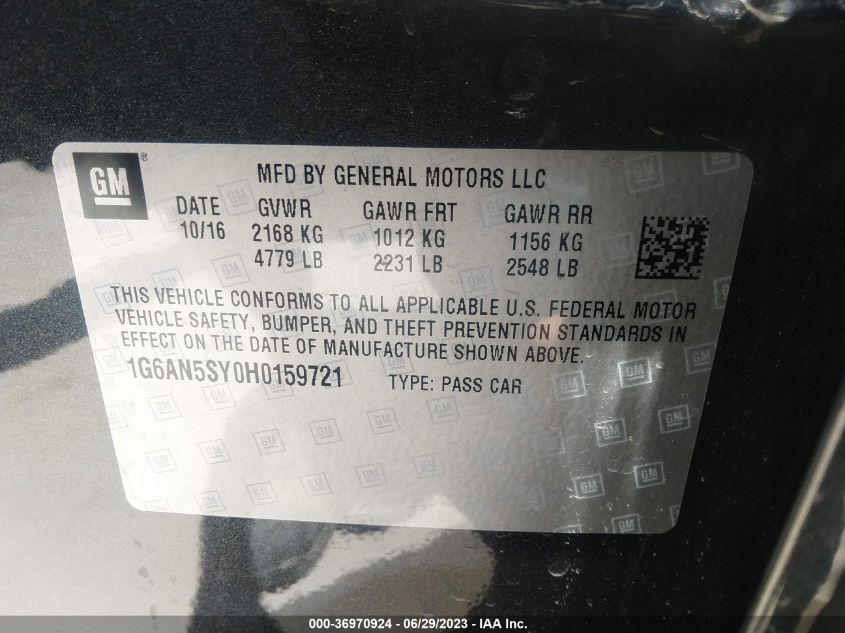 GM ®
MFD BY GENERAL MOTORS LLC
DATE GVWR GAWR FRT GAWR RR
10/16 2168 KG 1012 KG 1156 KG
4779 LB 2231 LB 2548 LB
THIS VEHICLE CONFORMS TO ALL APPLICABLE U.S. FEDERAL MOTOR
VEHICLE SAFETY, BUMPER, AND THEFT PREVENTION STANDARDS IN
EFFECT ON THE DATE OF MANUFACTURE SHOWN ABOVE.
1G6AN5SY0H0159721 TYPE: PASS CAR
000-36970924 | 06/29/2023 | IAAI.COM